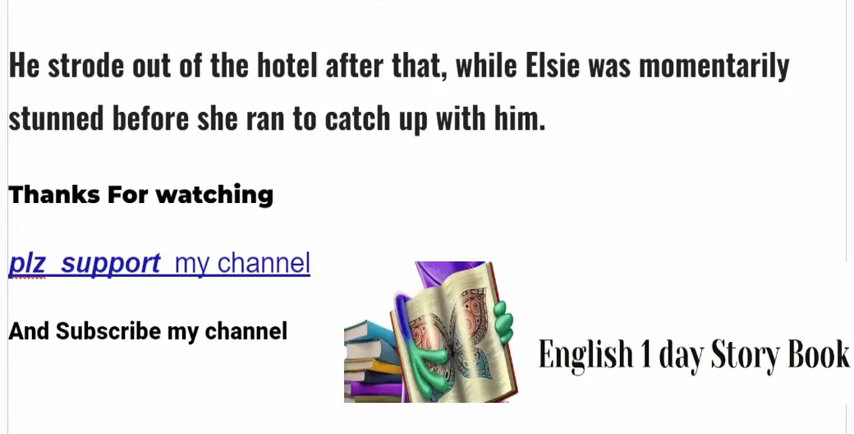 He strode out of the hotel after that, while Elsie was momentarily
stunned before she ran to catch up with him.
Thanks For watching
plz support my channel
And Subscribe my channel
English 1 day Story Book